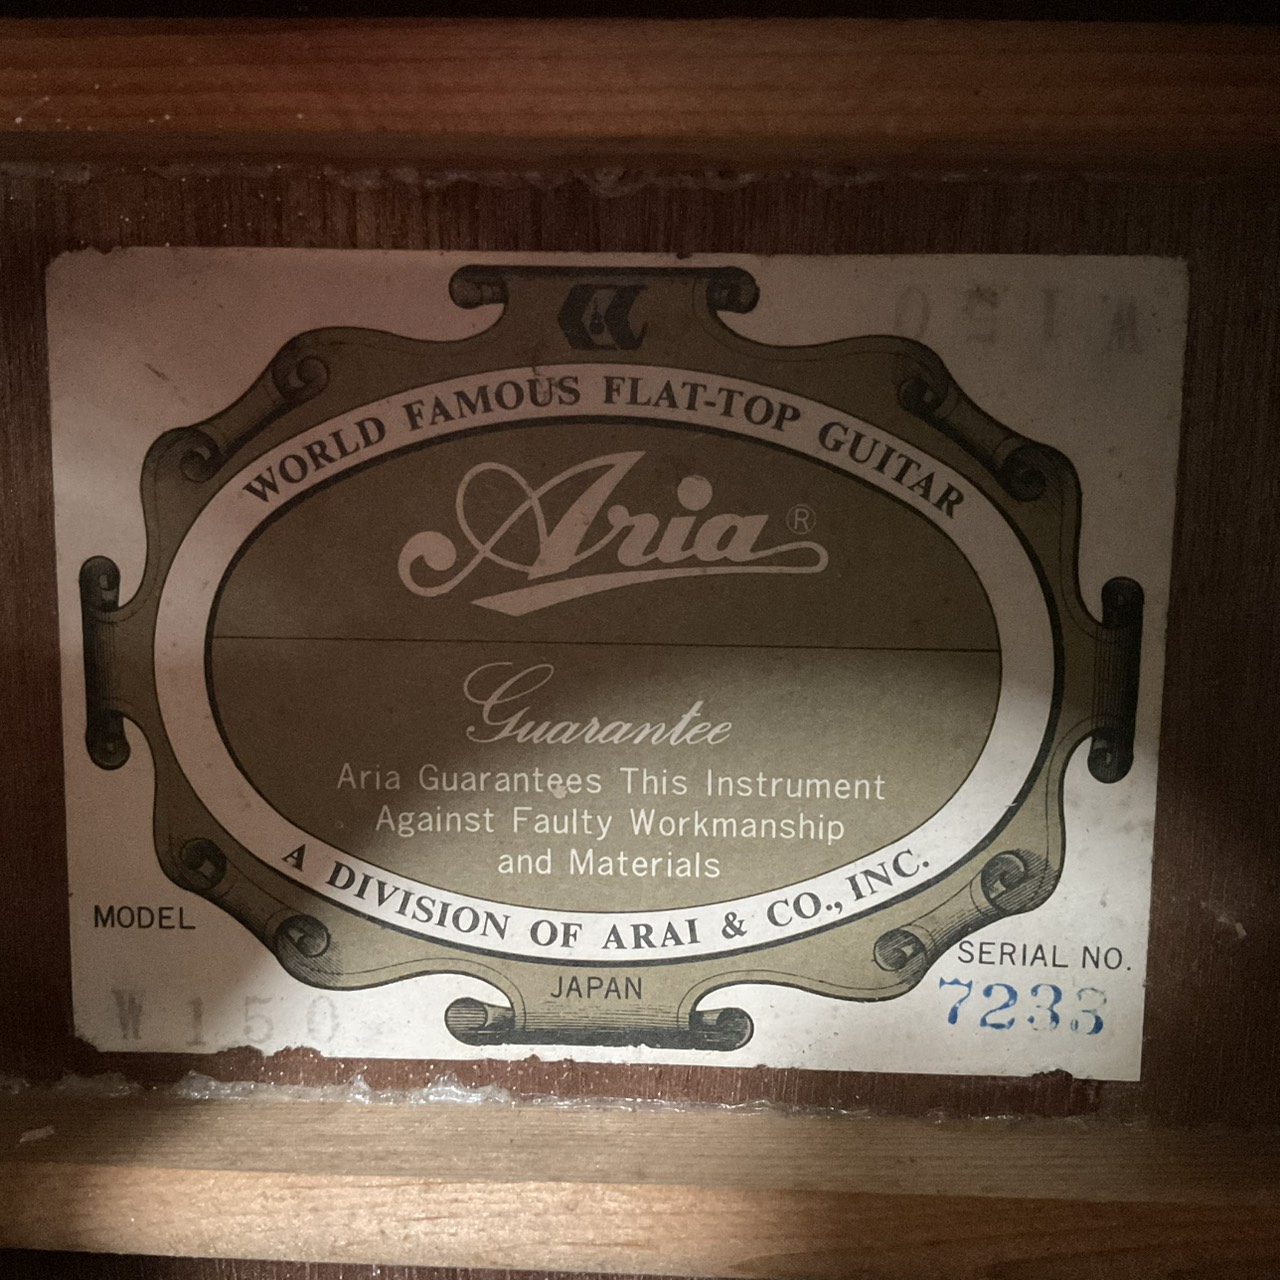 WORLD FAMOUS FLAT-TOP GUITAR
Aria ®
Guarantee
Aria Guarantees This Instrument
Against Faulty Workmanship
and Materials
A DIVISION OF ARAI & CO., INC.
JAPAN
MODEL
W150
SERIAL NO.
7233